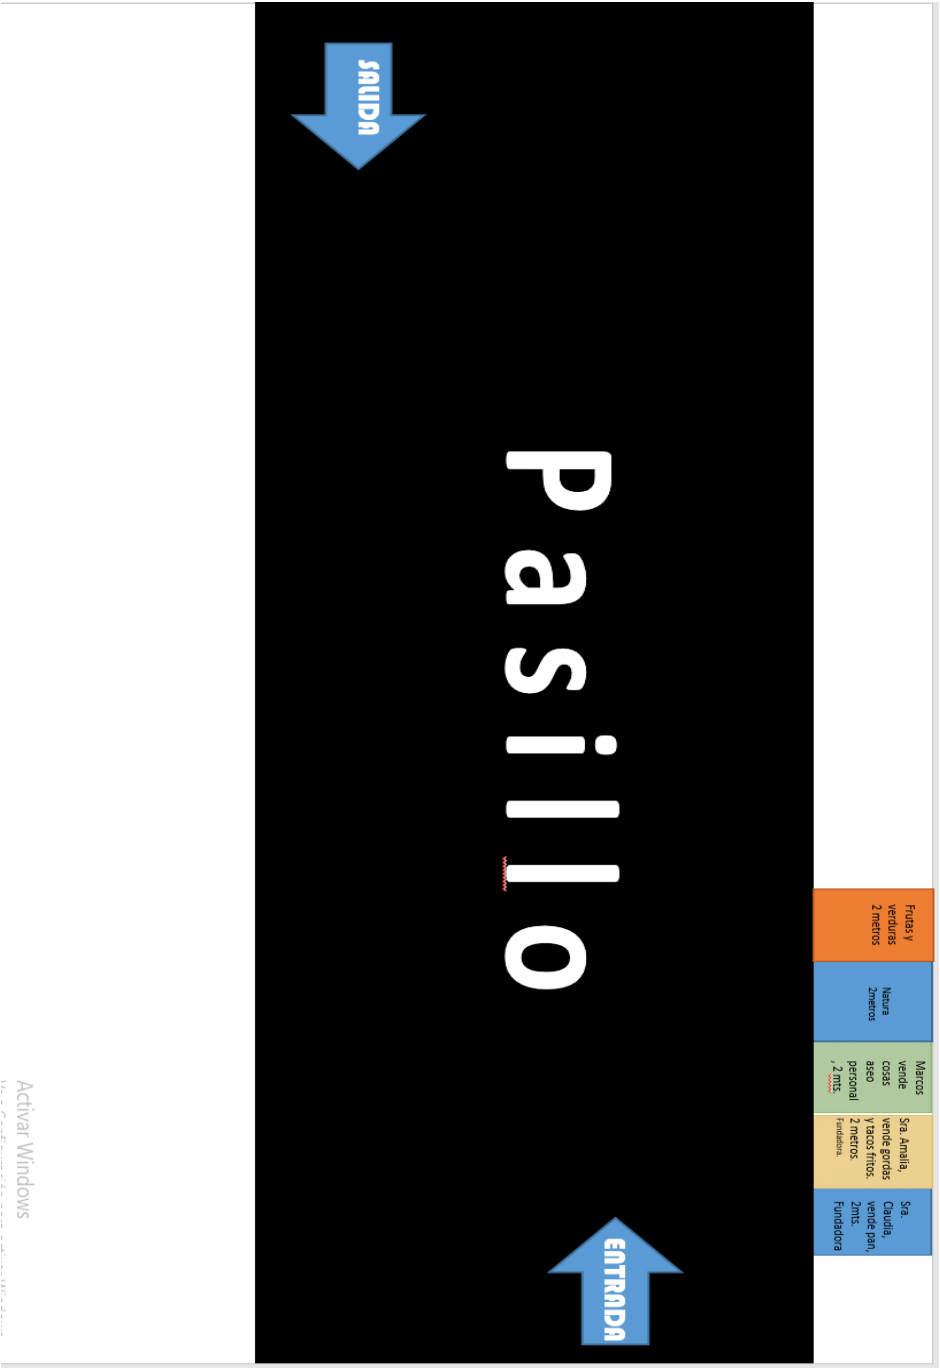 SALIDA
Pasillo
Frutas y
verduras
2 metros
Natura
2metros
Marcos
vende
cosas
aseo
personal
, 2 mts.
Sra. Amalia,
vende gordas
y tacos fritos.
2 metros.
Fundadora.
Sra.
Claudia,
vende pan,
2mts.
Fundadora
ENTRADA
Activar Windows